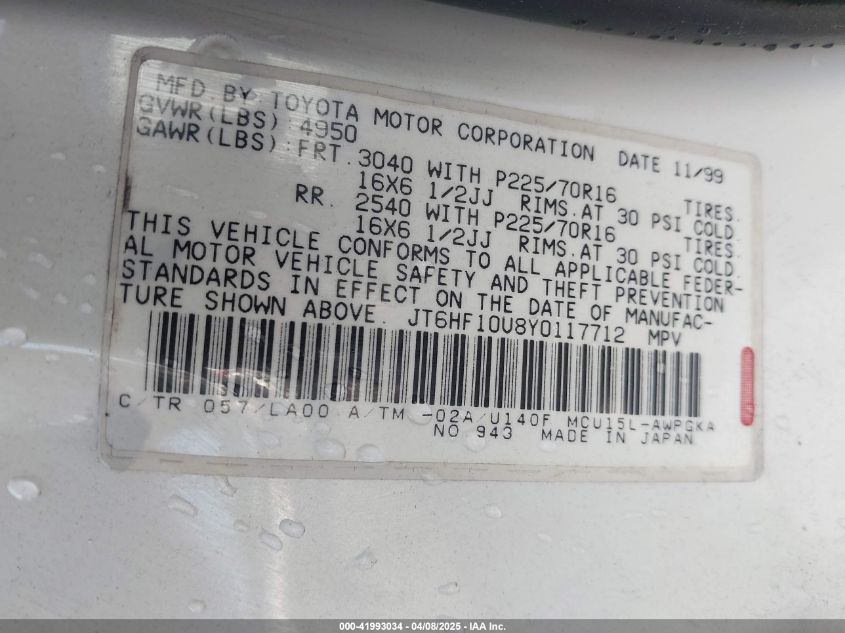 MFD. BY TOYOTA MOTOR CORPORATION DATE 11/99
GVWR(LBS) 4950
GAWR(LBS):FRT. 3040 WITH P225/70R16 TIRES.
16X6 1/2JJ RIMS.AT 30 PSI COLD.
RR. 2540 WITH P225/70R16 TIRES.
16X6 1/2JJ RIMS.AT 30 PSI COLD.
THIS VEHICLE CONFORMS TO ALL APPLICABLE FEDER-
AL MOTOR VEHICLE SAFETY AND THEFT PREVENTION
STANDARDS IN EFFECT ON THE DATE OF MANUFAC-
TURE SHOWN ABOVE. JT6HF10U8Y0117712 MPV
C/TR 057/LA00 A/TM -02A/U140F MCU15L-AWPGKA
NO 943 MADE IN JAPAN
000-41993034 | 04/08/2025 - IAA Inc.